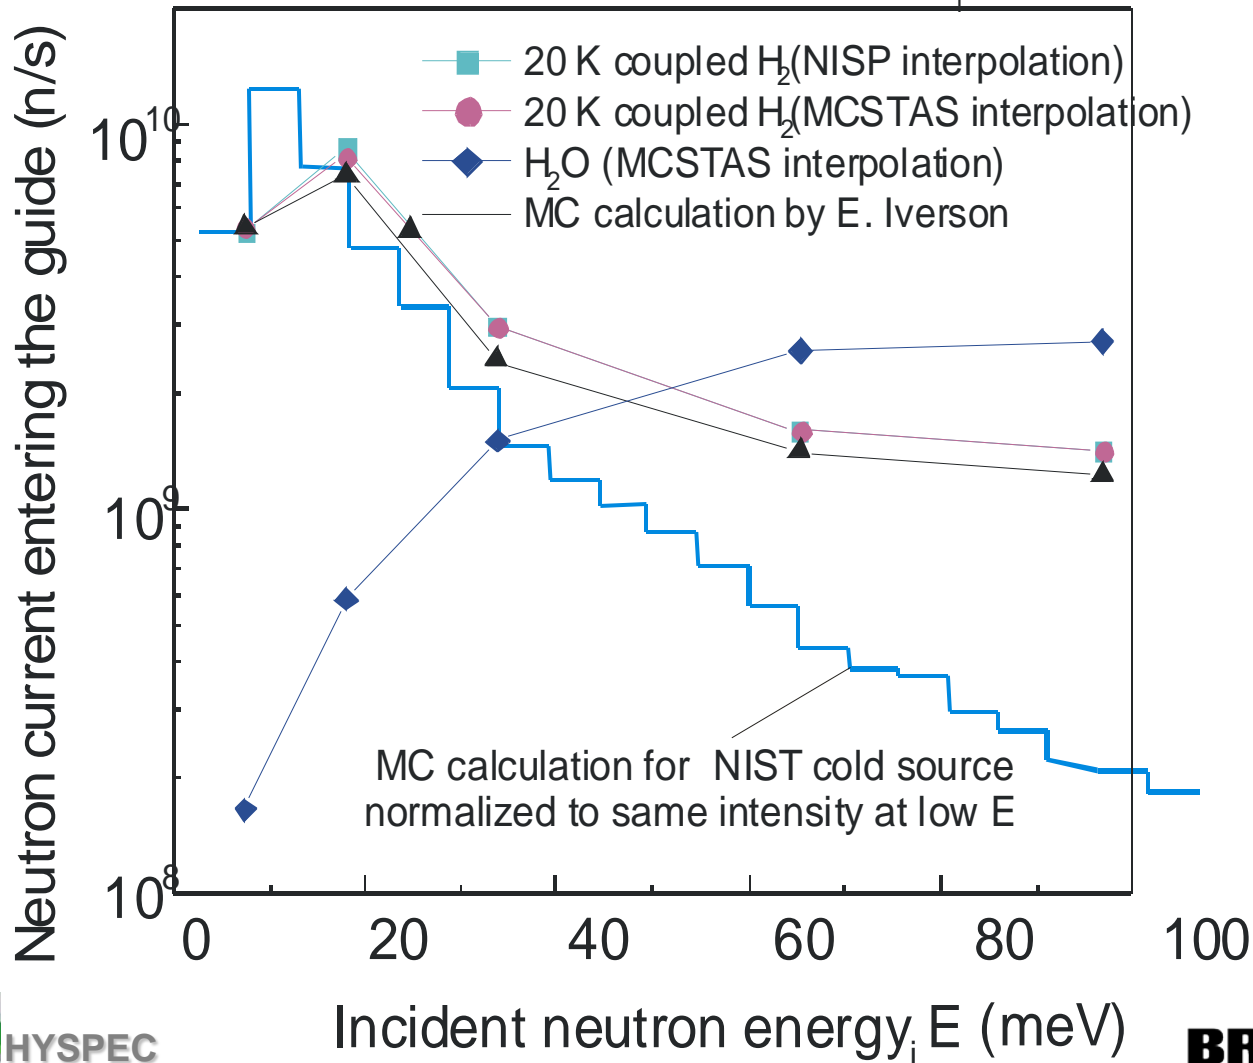 Neutron current entering the guide (n/s)
20 K coupled H2(NISP interpolation)
20 K coupled H2(MCSTAS interpolation)
H2O (MCSTAS interpolation)
MC calculation by E. Iverson
10^10
10^9
10^8
MC calculation for NIST cold source
normalized to same intensity at low E
0 20 40 60 80 100
Incident neutron energyi E (meV)
HYSPEC
BR